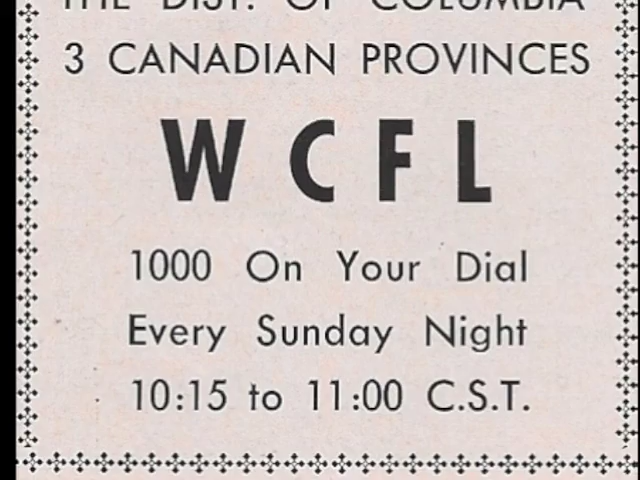 THE DIST. OF COLUMBIA
3 CANADIAN PROVINCES
WCFL
1000 On Your Dial
Every Sunday Night
10:15 to 11:00 C.S.T.